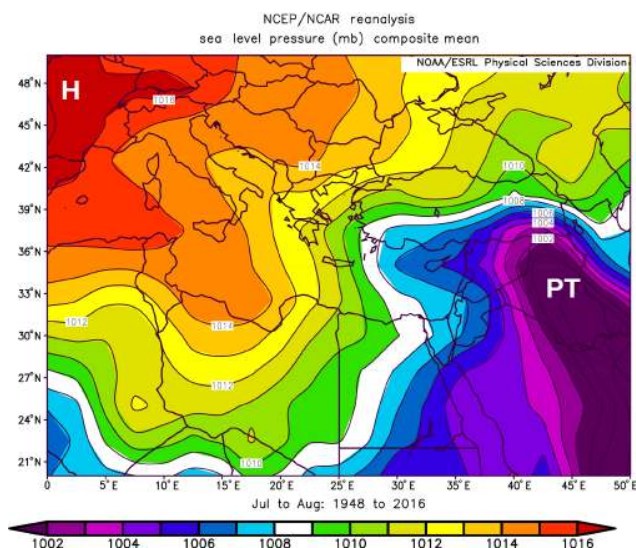 NCEP/NCAR reanalysis
sea level pressure (mb) composite mean
NOAA/ESRL Physical Sciences Division
H
PT
1016
1014
1010
1008
1006
1004
1002
1012
1014
1012
1010
48°N
45°N
42°N
39°N
36°N
33°N
30°N
27°N
24°N
21°N
0 5°E 10°E 15°E 20°E 25°E 30°E 35°E 40°E 45°E 50°E
Jul to Aug: 1948 to 2016
1002 1004 1006 1008 1010 1012 1014 1016